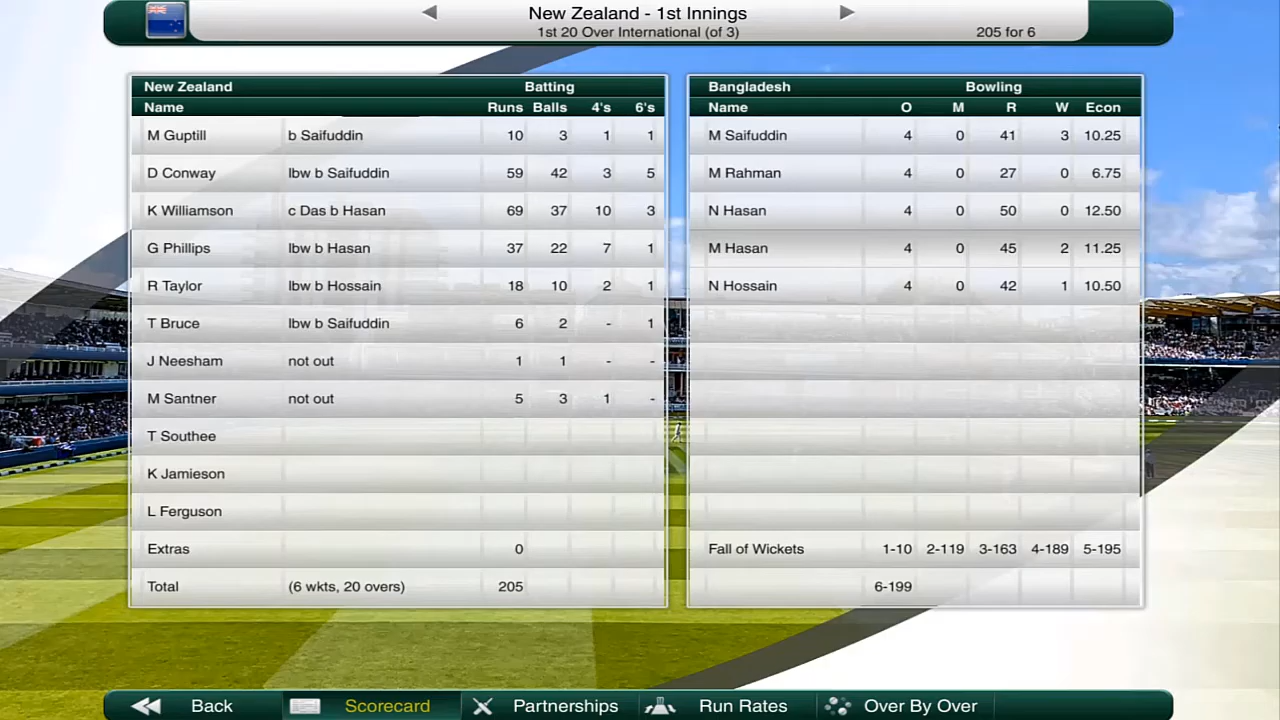 New Zealand - 1st Innings
1st 20 Over International (of 3) 205 for 6
New Zealand Batting
Name Runs Balls 4's 6's
M Guptill b Saifuddin 10 3 1 1
D Conway lbw b Saifuddin 59 42 3 5
K Williamson c Das b Hasan 69 37 10 3
G Phillips lbw b Hasan 37 22 7 1
R Taylor lbw b Hossain 18 10 2 1
T Bruce lbw b Saifuddin 6 2 - 1
J Neesham not out 1 1 - -
M Santner not out 5 3 1 -
T Southee
K Jamieson
L Ferguson
Extras 0
Total (6 wkts, 20 overs) 205
Bangladesh Bowling
Name O M R W Econ
M Saifuddin 4 0 41 3 10.25
M Rahman 4 0 27 0 6.75
N Hasan 4 0 50 0 12.50
M Hasan 4 0 45 2 11.25
N Hossain 4 0 42 1 10.50
Fall of Wickets 1-10 2-119 3-163 4-189 5-195
6-199
Back Scorecard Partnerships Run Rates Over By Over